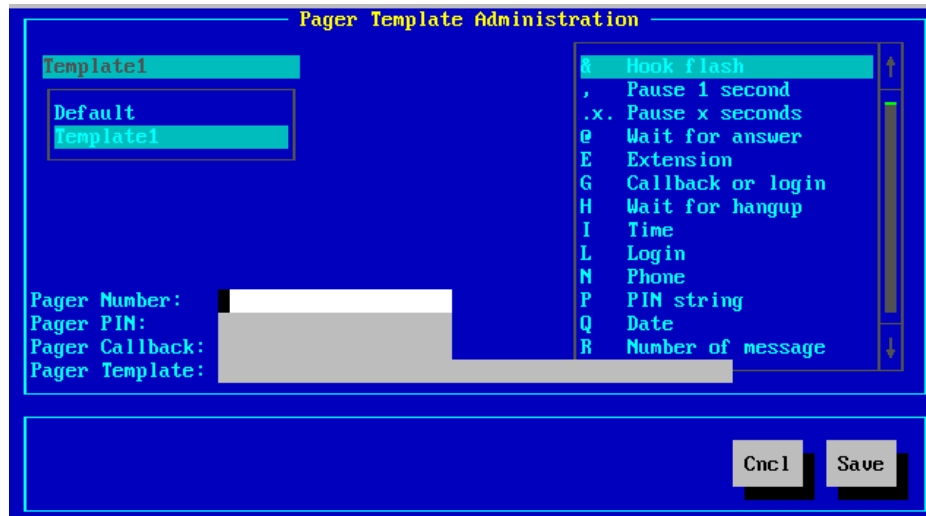 Pager Template Administration
Template1
Default
Template1
& Hook flash
, Pause 1 second
.x. Pause x seconds
@ Wait for answer
E Extension
G Callback or login
H Wait for hangup
I Time
L Login
N Phone
P PIN string
Q Date
R Number of message
Pager Number:
Pager PIN:
Pager Callback:
Pager Template:
Cncl Save